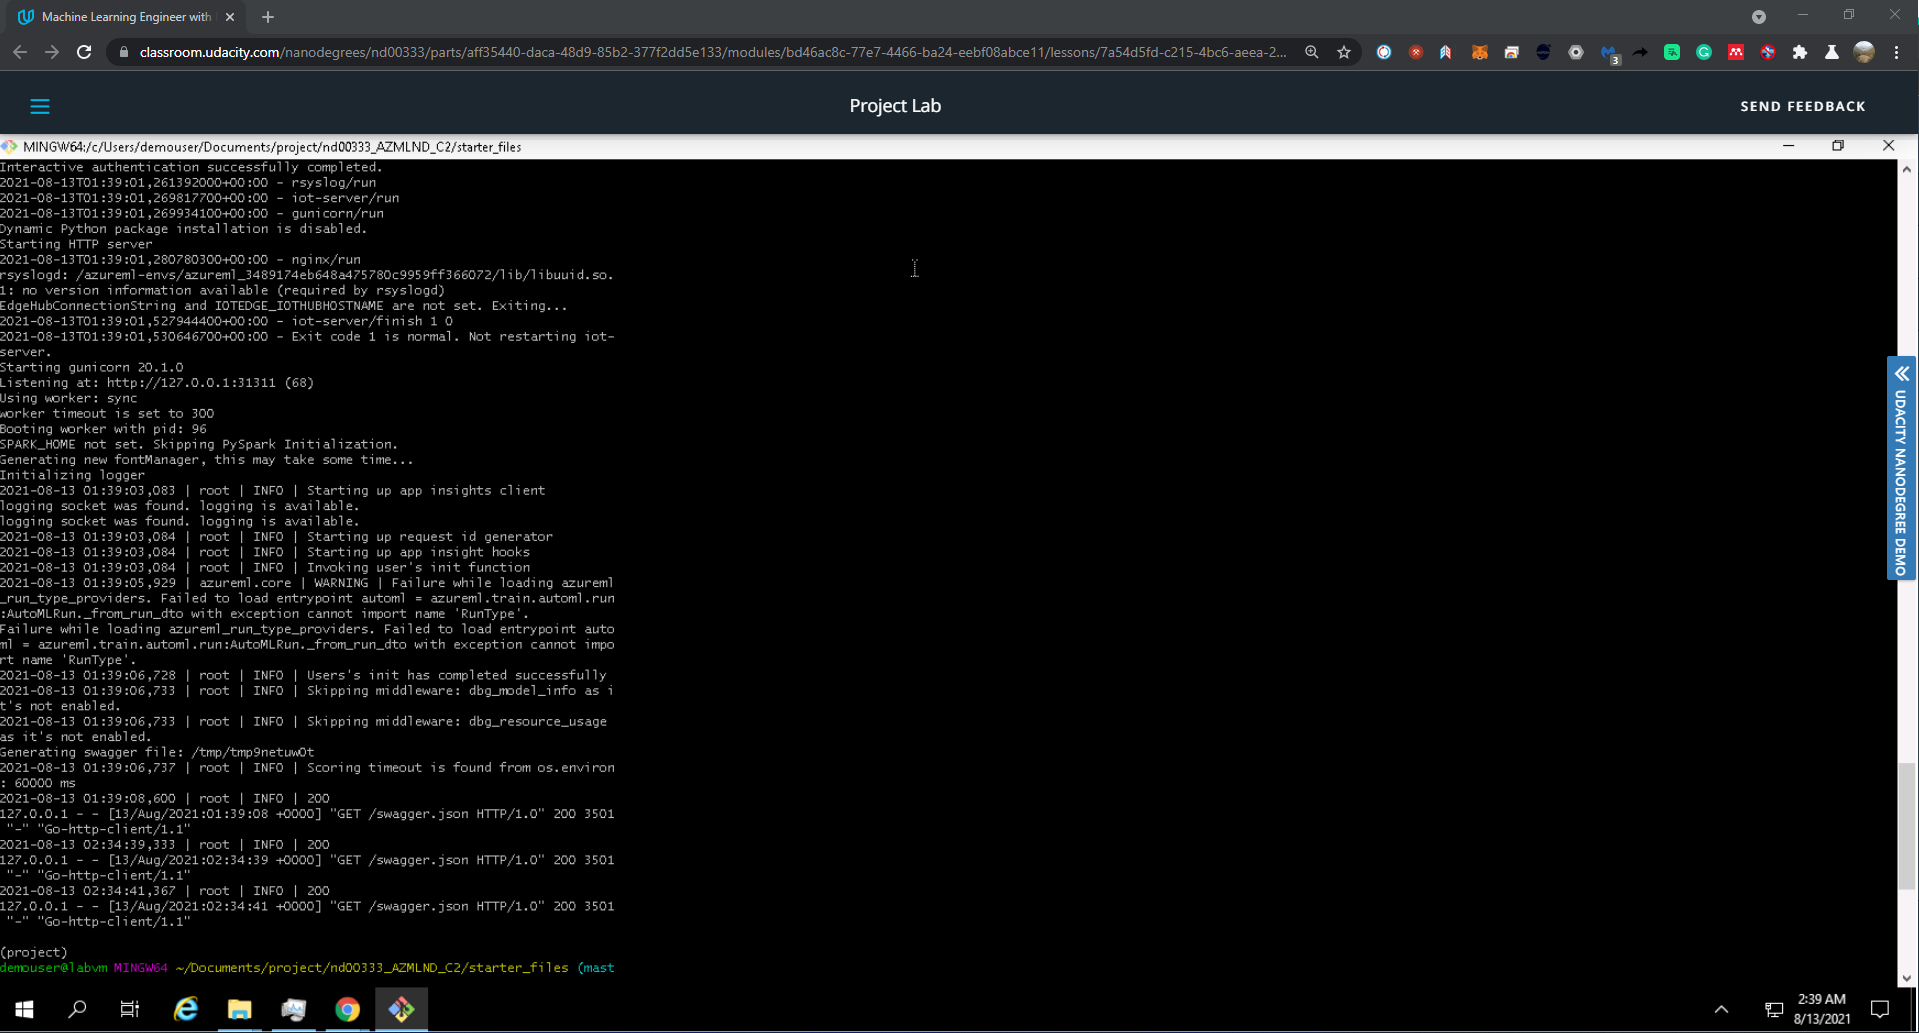 Machine Learning Engineer with
classroom.udacity.com/nanodegrees/nd00333/parts/aff35440-daca-48d9-85b2-377f2dd5e133/modules/bd46ac8c-77e7-4466-ba24-eebf08abce11/lessons/7a54d5fd-c215-4bc6-aeea-2...
3
Project Lab
SEND FEEDBACK
MINGW64:/c/Users/demouser/Documents/project/nd00333_AZMLND_C2/starter_files
Interactive authentication successfully completed.
2021-08-13T01:39:01,261392000+00:00 - rsyslog/run
2021-08-13T01:39:01,269817700+00:00 - iot-server/run
2021-08-13T01:39:01,269934100+00:00 - gunicorn/run
Dynamic Python package installation is disabled.
Starting HTTP server
2021-08-13T01:39:01,280780300+00:00 - nginx/run
rsyslogd: /azureml-envs/azureml_3489174eb648a475780c9959ff366072/lib/libuuid.so.
1: no version information available (required by rsyslogd)
EdgeHubConnectionString and IOTEDGE_IOTHUBHOSTNAME are not set. Exiting...
2021-08-13T01:39:01,527944400+00:00 - iot-server/finish 1 0
2021-08-13T01:39:01,530646700+00:00 - Exit code 1 is normal. Not restarting iot-
server.
Starting gunicorn 20.1.0
Listening at: http://127.0.0.1:31311 (68)
Using worker: sync
worker timeout is set to 300
Booting worker with pid: 96
SPARK_HOME not set. Skipping PySpark Initialization.
Generating new fontManager, this may take some time...
Initializing logger
2021-08-13 01:39:03,083 | root | INFO | Starting up app insights client
logging socket was found. logging is available.
logging socket was found. logging is available.
2021-08-13 01:39:03,084 | root | INFO | Starting up request id generator
2021-08-13 01:39:03,084 | root | INFO | Starting up app insight hooks
2021-08-13 01:39:03,084 | root | INFO | Invoking user's init function
2021-08-13 01:39:05,929 | azureml.core | WARNING | Failure while loading azureml
_run_type_providers. Failed to load entrypoint automl = azureml.train.automl.run
:AutoMLRun._from_run_dto with exception cannot import name 'RunType'.
Failure while loading azureml_run_type_providers. Failed to load entrypoint auto
ml = azureml.train.automl.run:AutoMLRun._from_run_dto with exception cannot impo
rt name 'RunType'.
2021-08-13 01:39:06,728 | root | INFO | Users's init has completed successfully
2021-08-13 01:39:06,733 | root | INFO | Skipping middleware: dbg_model_info as i
t's not enabled.
2021-08-13 01:39:06,733 | root | INFO | Skipping middleware: dbg_resource_usage
as it's not enabled.
Generating swagger file: /tmp/tmp9netuw0t
2021-08-13 01:39:06,737 | root | INFO | Scoring timeout is found from os.environ
: 60000 ms
2021-08-13 01:39:08,600 | root | INFO | 200
127.0.0.1 - - [13/Aug/2021:01:39:08 +0000] "GET /swagger.json HTTP/1.0" 200 3501
"-" "Go-http-client/1.1"
2021-08-13 02:34:39,333 | root | INFO | 200
127.0.0.1 - - [13/Aug/2021:02:34:39 +0000] "GET /swagger.json HTTP/1.0" 200 3501
"-" "Go-http-client/1.1"
2021-08-13 02:34:41,367 | root | INFO | 200
127.0.0.1 - - [13/Aug/2021:02:34:41 +0000] "GET /swagger.json HTTP/1.0" 200 3501
"-" "Go-http-client/1.1"
(project)
demouser@labvm MINGW64 ~/Documents/project/nd00333_AZMLND_C2/starter_files (mast
UDACITY NANODEGREE DEMO
2:39 AM
8/13/2021